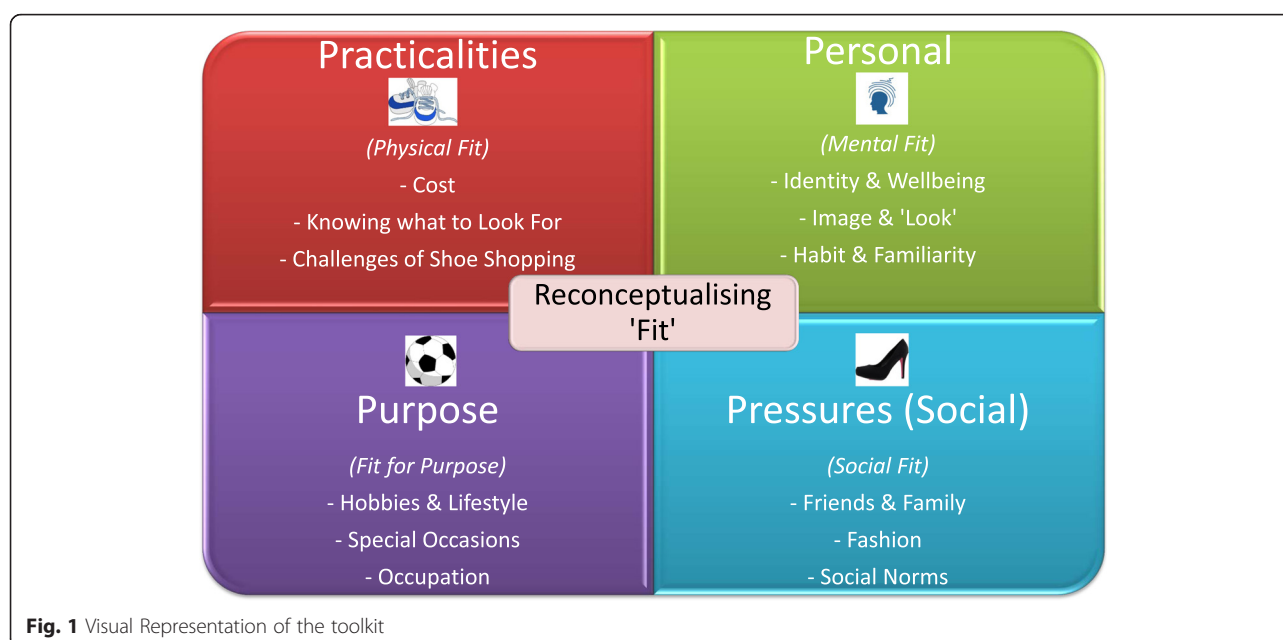 Practicalities
(Physical Fit)
- Cost
- Knowing what to Look For
- Challenges of Shoe Shopping
Personal
(Mental Fit)
- Identity & Wellbeing
- Image & 'Look'
- Habit & Familiarity
Reconceptualising
'Fit'
Purpose
(Fit for Purpose)
- Hobbies & Lifestyle
- Special Occasions
- Occupation
Pressures (Social)
(Social Fit)
- Friends & Family
- Fashion
- Social Norms
Fig. 1 Visual Representation of the toolkit